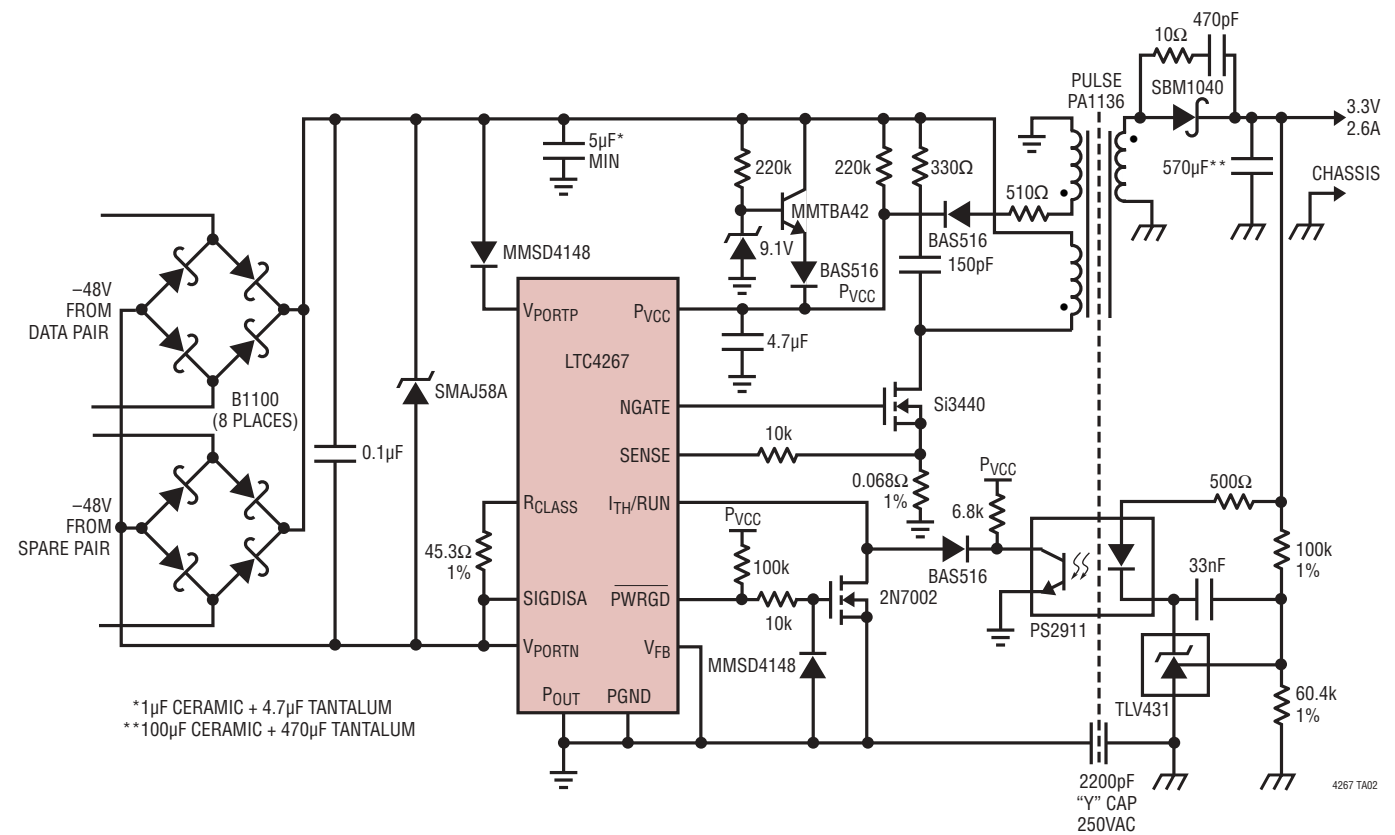 470pF
10Ω
PULSE
PA1136
SBM1040
3.3V
2.6A
5µF*
MIN
220k
220k
330Ω
510Ω
570µF**
CHASSIS
MMTBA42
BAS516
MMSD4148
9.1V
BAS516
PVCC
150pF
–48V
FROM
DATA PAIR
VPORTP
PVCC
4.7µF
LTC4267
B1100
(8 PLACES)
SMAJ58A
NGATE
Si3440
0.1µF
SENSE
10k
0.068Ω
1%
PVCC
500Ω
–48V
FROM
SPARE PAIR
RCLASS
ITH/RUN
PVCC
6.8k
45.3Ω
1%
100k
BAS516
33nF
100k
1%
SIGDISA
PWRGD
10k
2N7002
PS2911
VPORTN
VFB
MMSD4148
TLV431
60.4k
1%
POUT
PGND
*1µF CERAMIC + 4.7µF TANTALUM
**100µF CERAMIC + 470µF TANTALUM
2200pF
“Y” CAP
250VAC
4267 TA02